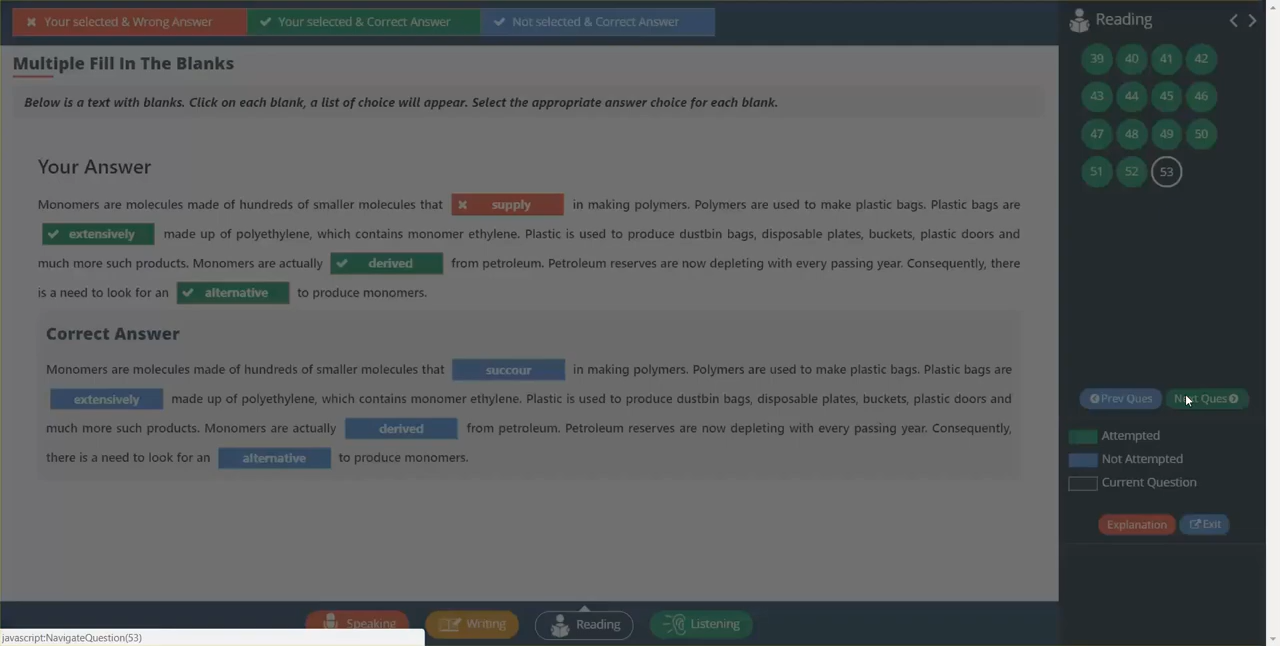 Your selected & Wrong Answer
Your selected & Correct Answer
Not selected & Correct Answer
Multiple Fill In The Blanks
Below is a text with blanks. Click on each blank, a list of choice will appear. Select the appropriate answer choice for each blank.
Your Answer
Monomers are molecules made of hundreds of smaller molecules that supply in making polymers. Polymers are used to make plastic bags. Plastic bags are
extensively made up of polyethylene, which contains monomer ethylene. Plastic is used to produce dustbin bags, disposable plates, buckets, plastic doors and
much more such products. Monomers are actually derived from petroleum. Petroleum reserves are now depleting with every passing year. Consequently, there
is a need to look for an alternative to produce monomers.
Correct Answer
Monomers are molecules made of hundreds of smaller molecules that succour in making polymers. Polymers are used to make plastic bags. Plastic bags are
extensively made up of polyethylene, which contains monomer ethylene. Plastic is used to produce dustbin bags, disposable plates, buckets, plastic doors and
much more such products. Monomers are actually derived from petroleum. Petroleum reserves are now depleting with every passing year. Consequently,
there is a need to look for an alternative to produce monomers.
Reading
39 40 41 42
43 44 45 46
47 48 49 50
51 52 53
Prev Ques
Next Ques
Attempted
Not Attempted
Current Question
Explanation
Exit
Speaking
Writing
Reading
Listening
javascript:NavigateQuestion(53)